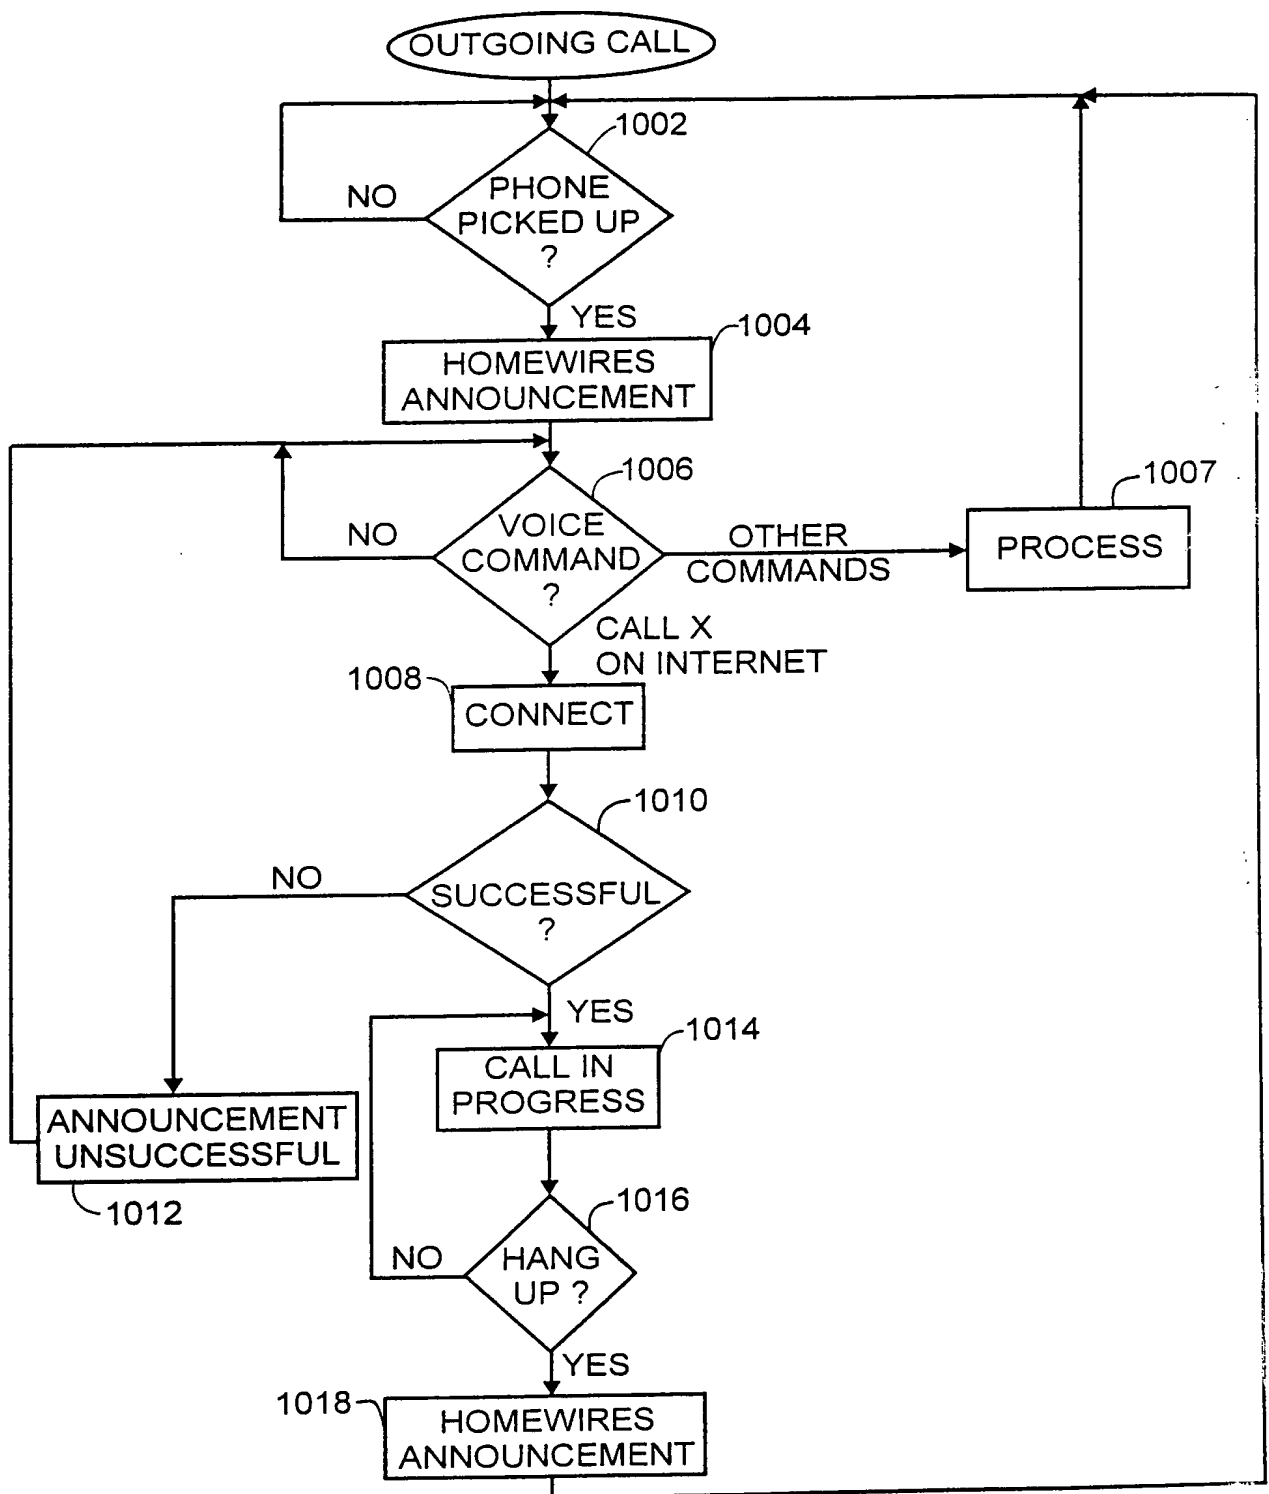 OUTGOING CALL
1002
NO
PHONE
PICKED UP
?
YES
1004
HOMEWIRES
ANNOUNCEMENT
1006
1007
NO
VOICE
COMMAND
?
OTHER
COMMANDS
PROCESS
CALL X
ON INTERNET
1008
CONNECT
1010
NO
SUCCESSFUL
?
YES
1014
CALL IN
PROGRESS
ANNOUNCEMENT
UNSUCCESSFUL
1012
1016
NO
HANG
UP ?
YES
1018
HOMEWIRES
ANNOUNCEMENT